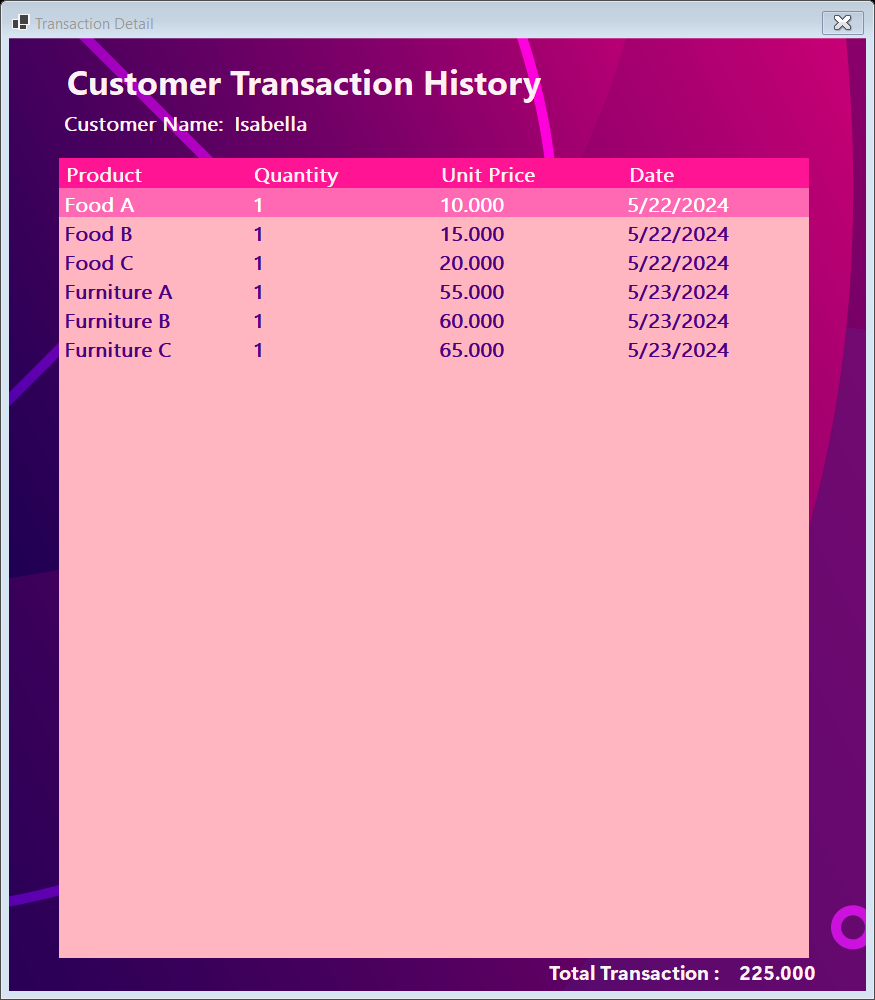 Transaction Detail
Customer Transaction History
Customer Name: Isabella
Product Quantity Unit Price Date
Food A 1 10.000 5/22/2024
Food B 1 15.000 5/22/2024
Food C 1 20.000 5/22/2024
Furniture A 1 55.000 5/23/2024
Furniture B 1 60.000 5/23/2024
Furniture C 1 65.000 5/23/2024
Total Transaction : 225.000